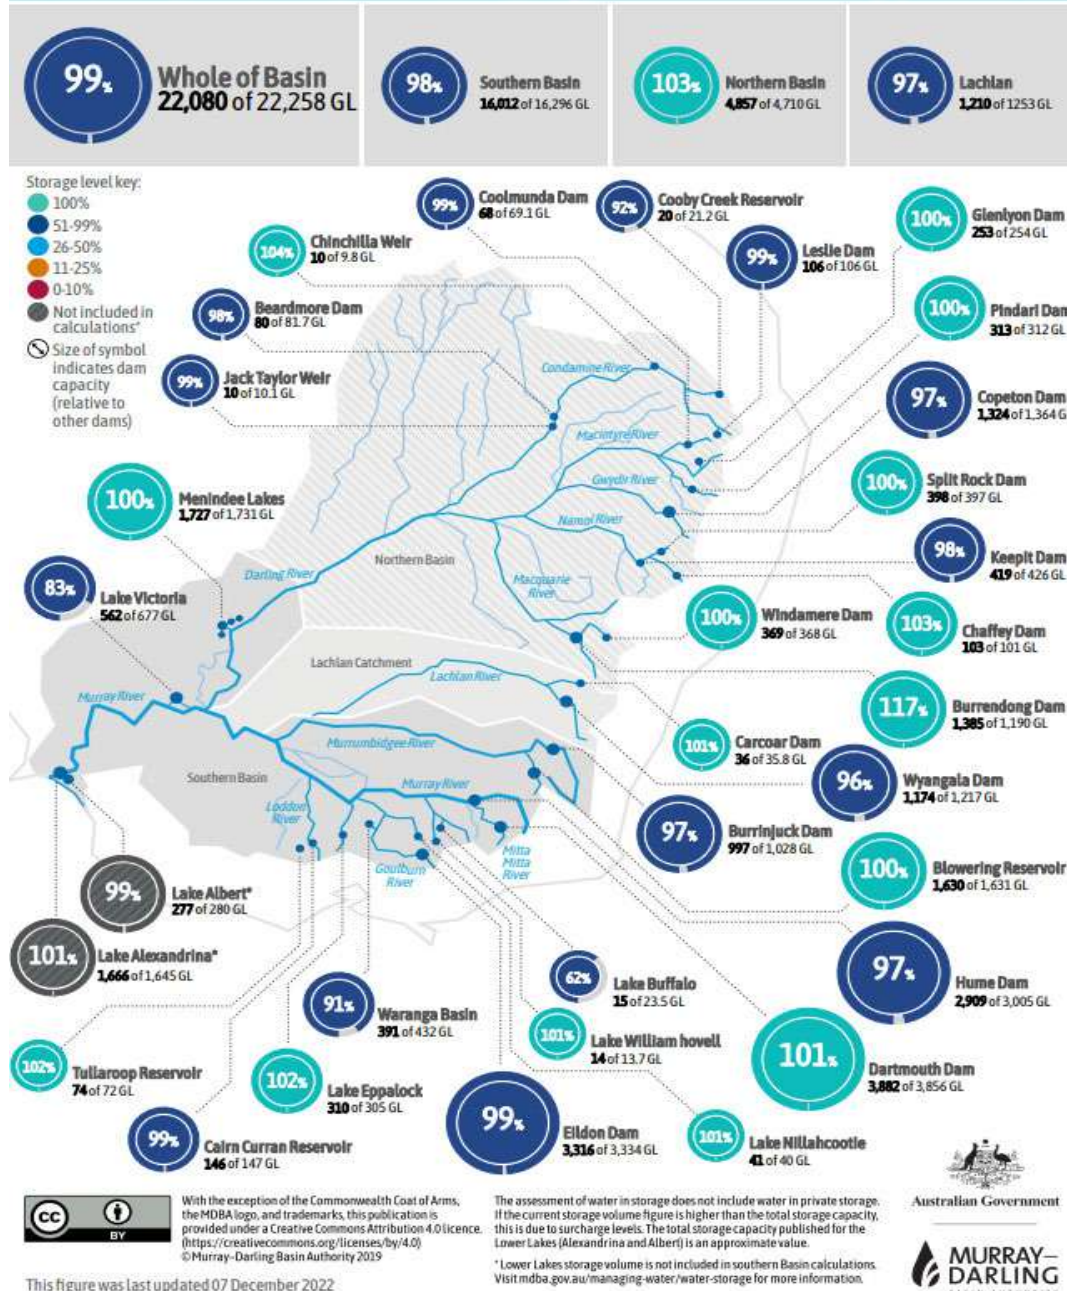 99%
Whole of Basin
22,080 of 22,258 GL
98%
Southern Basin
16,012 of 16,296 GL
103%
Northern Basin
4,857 of 4,710 GL
97%
Lachlan
1,210 of 1253 GL
Storage level key:
100%
51-99%
26-50%
11-25%
0-10%
Not included in
calculations*
Size of symbol
indicates dam
capacity
(relative to
other dams)
99%
Coolmunda Dam
68 of 69.1 GL
92%
Cooby Creek Reservoir
20 of 21.2 GL
100%
Glenlyon Dam
253 of 254 GL
104%
Chinchilla Weir
10 of 9.8 GL
99%
Leslie Dam
106 of 106 GL
98%
Beardmore Dam
80 of 81.7 GL
100%
Pindari Dam
313 of 312 GL
99%
Jack Taylor Weir
10 of 10.1 GL
Condamine River
97%
Copeton Dam
1,324 of 1,364 G
Macintyre River
Gwydir River
100%
Split Rock Dam
398 of 397 GL
100%
Menindee Lakes
1,727 of 1,731 GL
Namoi River
98%
Keepit Dam
419 of 426 GL
Northern Basin
Darling River
Macquarie
River
83%
Lake Victoria
562 of 677 GL
100%
Windamere Dam
369 of 368 GL
103%
Chaffey Dam
103 of 101 GL
Lachlan Catchment
Lachlan River
Murray River
117%
Burrendong Dam
1,385 of 1,190 GL
Murrumbidgee River
101%
Carcoar Dam
36 of 35.8 GL
96%
Wyangala Dam
1,174 of 1,217 GL
Southern Basin
Murray River
Loddon
River
97%
Burrinjuck Dam
997 of 1,028 GL
Mitta
Mitta
River
Goulburn
River
100%
Blowering Reservoir
1,630 of 1,631 GL
99%
Lake Albert*
277 of 280 GL
101%
Lake Alexandrina*
1,666 of 1,645 GL
97%
Hume Dam
2,909 of 3,005 GL
62%
Lake Buffalo
15 of 23.5 GL
91%
Waranga Basin
391 of 432 GL
101%
Lake William hovell
14 of 13.7 GL
101%
Dartmouth Dam
3,882 of 3,856 GL
102%
Tullaroop Reservoir
74 of 72 GL
102%
Lake Eppalock
310 of 305 GL
99%
Eildon Dam
3,316 of 3,334 GL
99%
Cairn Curran Reservoir
146 of 147 GL
101%
Lake Nillahcootie
41 of 40 GL
cc
BY
With the exception of the Commonwealth Coat of Arms,
the MDBA logo, and trademarks, this publication is
provided under a Creative Commons Attribution 4.0 licence.
(https://creativecommons.org/licenses/by/4.0)
© Murray–Darling Basin Authority 2019
The assessment of water in storage does not include water in private storage.
If the current storage volume figure is higher than the total storage capacity,
this is due to surcharge levels. The total storage capacity published for the
Lower Lakes (Alexandrina and Albert) is an approximate value.
* Lower Lakes storage volume is not included in southern Basin calculations.
Visit mdba.gov.au/managing-water/water-storage for more information.
Australian Government
MURRAY–
DARLING
This figure was last updated 07 December 2022